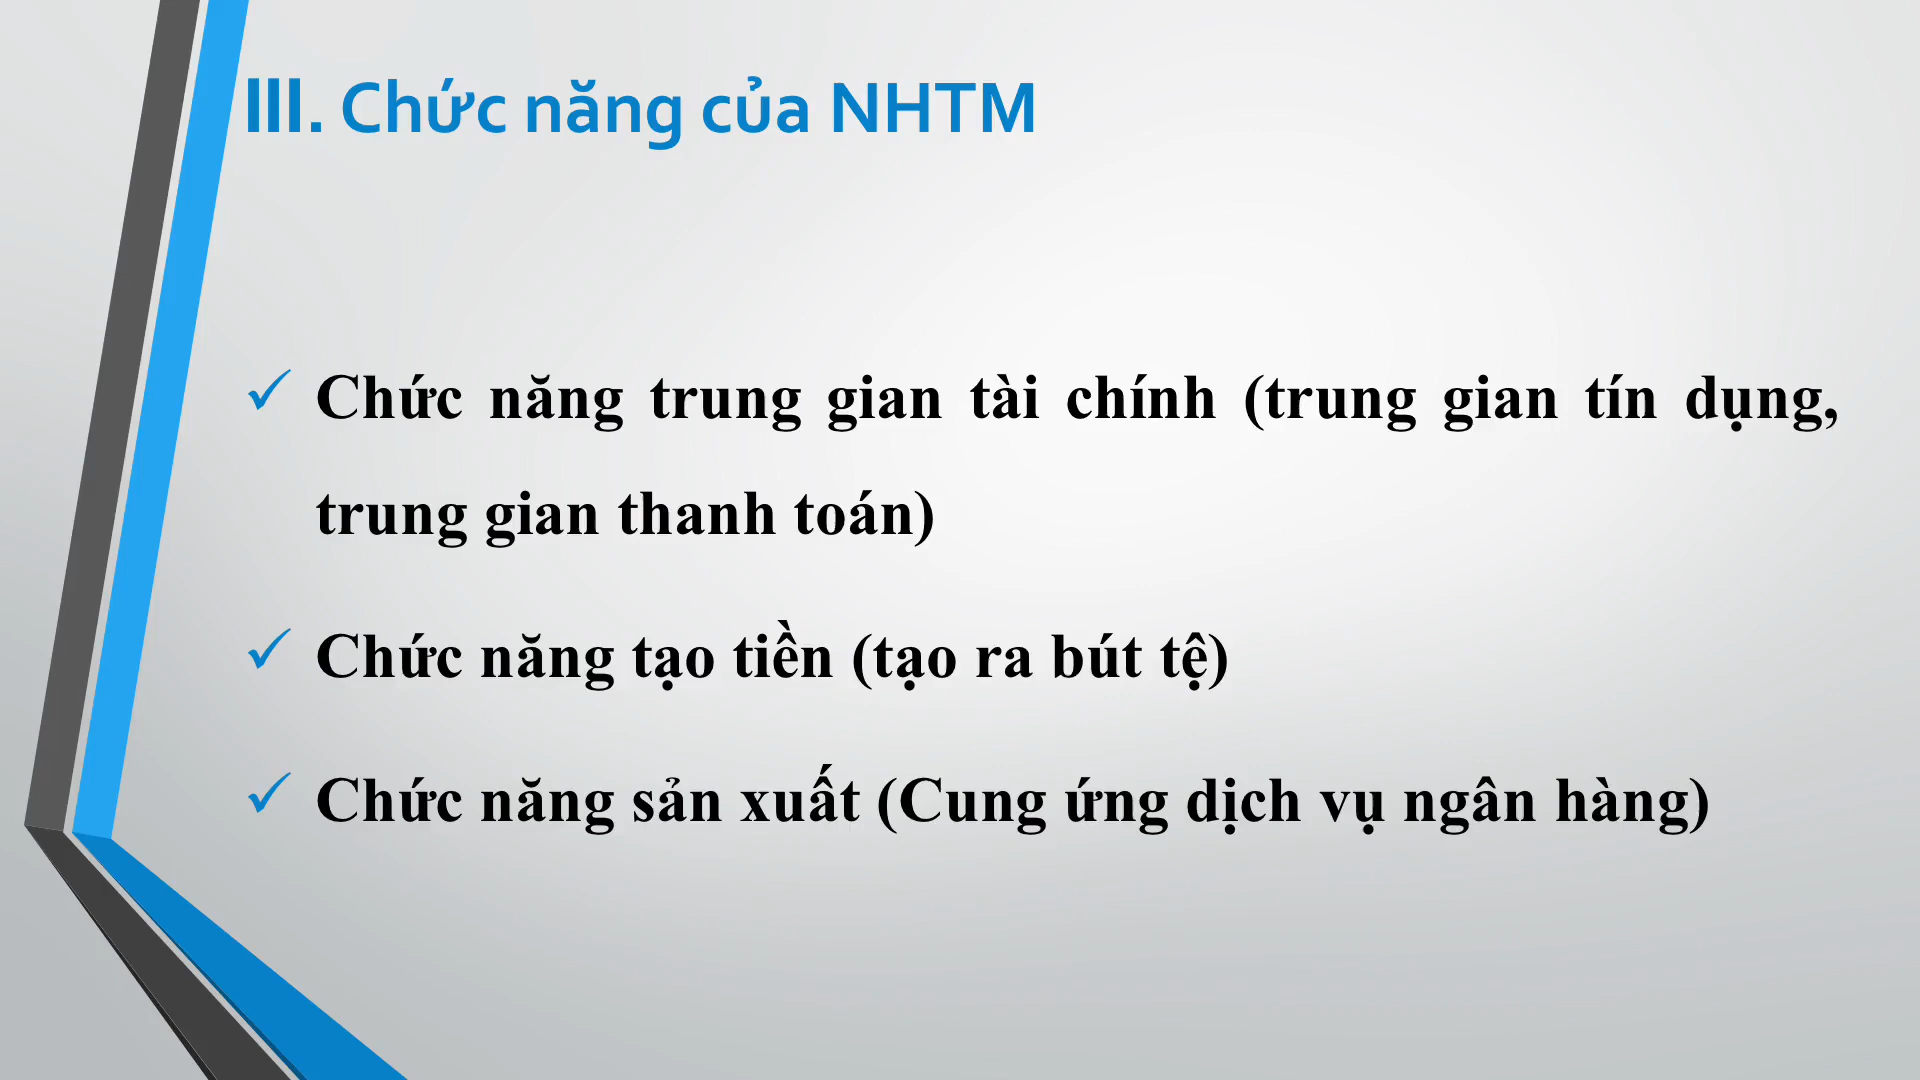 III. Chức năng của NHTM
✓ Chức năng trung gian tài chính (trung gian tín dụng,
trung gian thanh toán)
✓ Chức năng tạo tiền (tạo ra bút tệ)
✓ Chức năng sản xuất (Cung ứng dịch vụ ngân hàng)